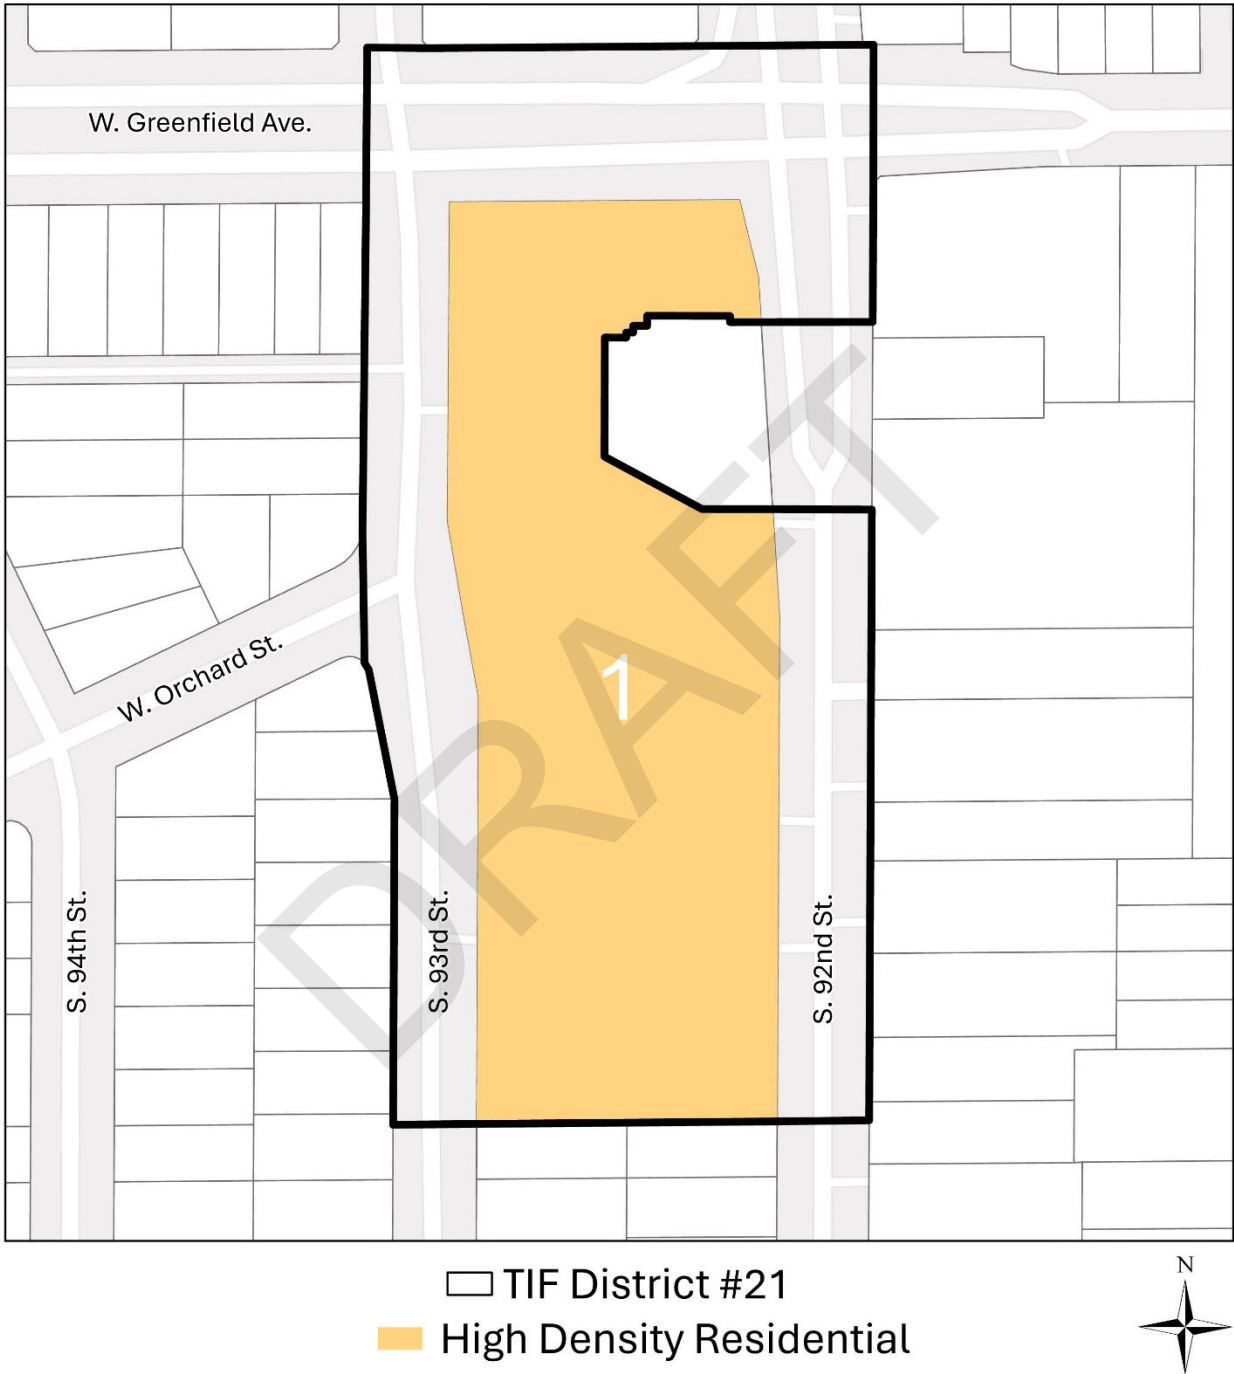 W. Greenfield Ave.
W. Orchard St.
1
DRAFT
S. 94th St.
S. 93rd St.
S. 92nd St.
TIF District #21
High Density Residential
N